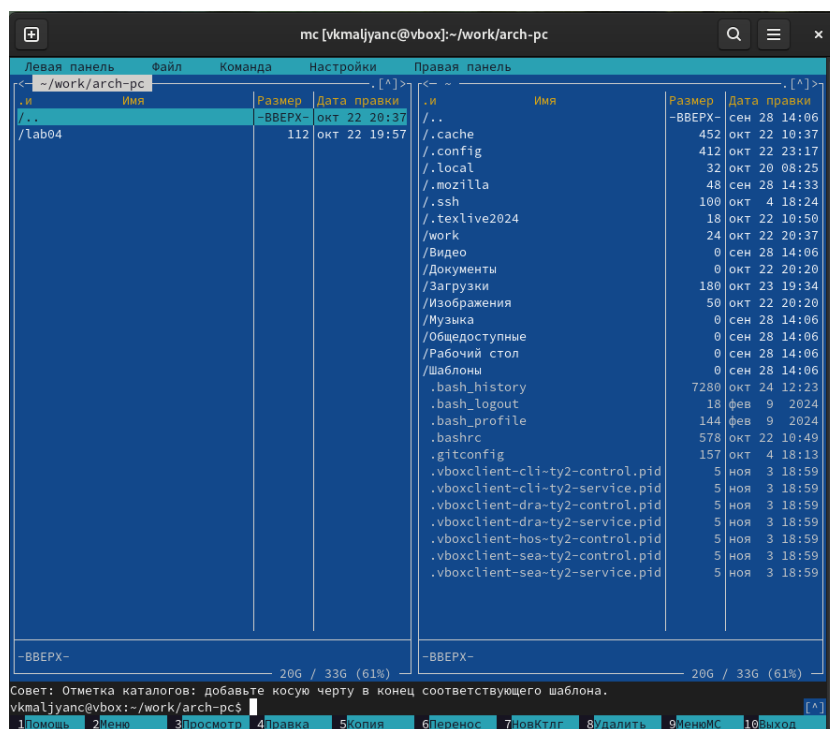 mc [vkmaljyanc@vbox]:~/work/arch-pc
Левая панель Файл Команда Настройки Правая панель
<— ~/work/arch-pc .[^]>
.и Имя Размер Дата правки
/.. -ВВЕРХ- окт 22 20:37
/lab04 112 окт 22 19:57
-ВВЕРХ-
20G / 33G (61%)
<— ~ .[^]>
.и Имя Размер Дата правки
/.. -ВВЕРХ- сен 28 14:06
/.cache 452 окт 22 10:37
/.config 412 окт 22 23:17
/.local 32 окт 20 08:25
/.mozilla 48 сен 28 14:33
/.ssh 100 окт 4 18:24
/.texlive2024 18 окт 22 10:50
/work 24 окт 22 20:37
/Видео 0 сен 28 14:06
/Документы 0 окт 22 20:20
/Загрузки 180 окт 23 19:34
/Изображения 50 окт 22 20:20
/Музыка 0 сен 28 14:06
/Общедоступные 0 сен 28 14:06
/Рабочий стол 0 сен 28 14:06
/Шаблоны 0 сен 28 14:06
.bash_history 7280 окт 24 12:23
.bash_logout 18 фев 9 2024
.bash_profile 144 фев 9 2024
.bashrc 578 окт 22 10:49
.gitconfig 157 окт 4 18:13
.vboxclient-cli~ty2-control.pid 5 ноя 3 18:59
.vboxclient-cli~ty2-service.pid 5 ноя 3 18:59
.vboxclient-dra~ty2-control.pid 5 ноя 3 18:59
.vboxclient-dra~ty2-service.pid 5 ноя 3 18:59
.vboxclient-hos~ty2-control.pid 5 ноя 3 18:59
.vboxclient-sea~ty2-control.pid 5 ноя 3 18:59
.vboxclient-sea~ty2-service.pid 5 ноя 3 18:59
-ВВЕРХ-
20G / 33G (61%)
Совет: Отметка каталогов: добавьте косую черту в конец соответствующего шаблона.
vkmaljyanc@vbox:~/work/arch-pc$ [^]
1Помощь 2Меню 3Просмотр 4Правка 5Копия 6Перенос 7НовКтлг 8Удалить 9МенюМС 10Выход